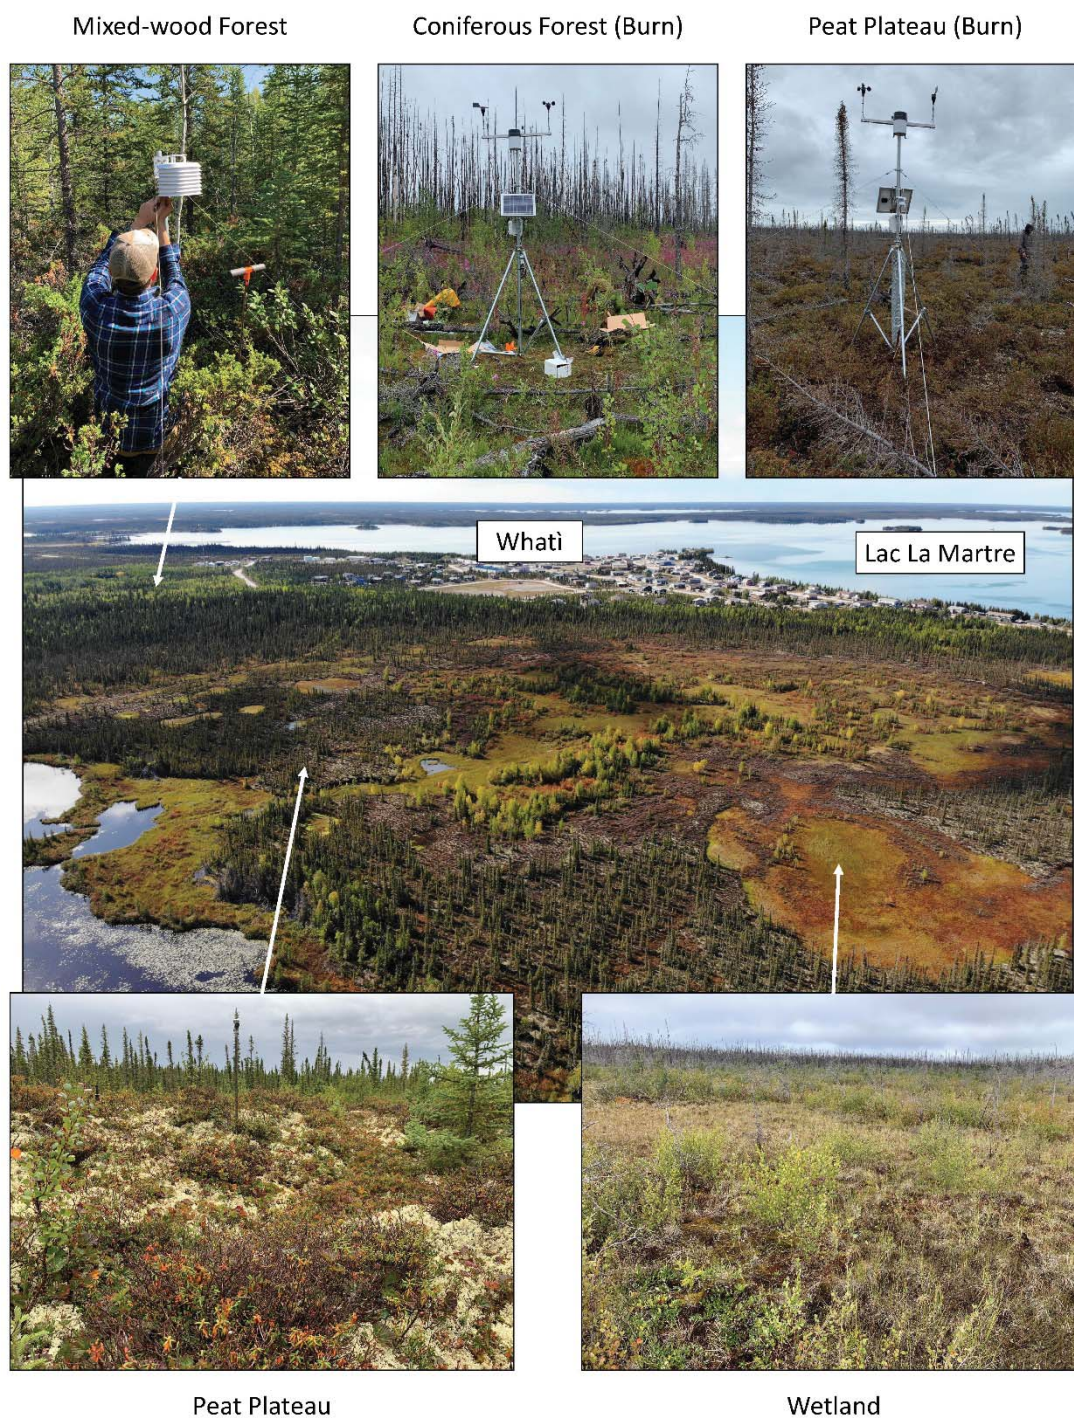 Mixed-wood Forest
Coniferous Forest (Burn)
Peat Plateau (Burn)
Whatì
Lac La Martre
Peat Plateau
Wetland